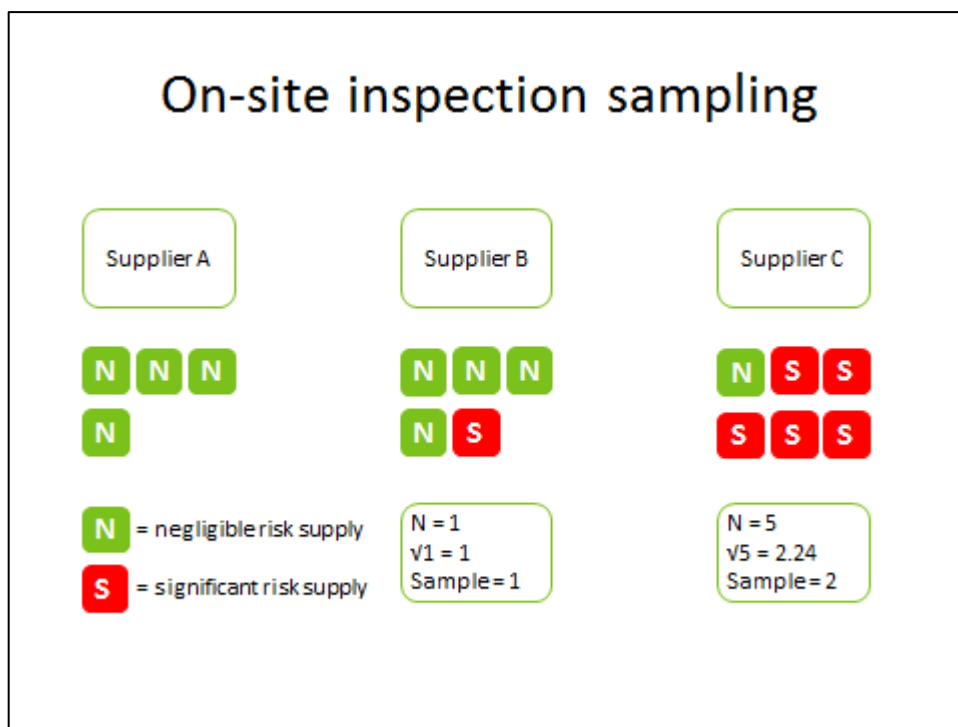 On-site inspection sampling
Supplier A
Supplier B
Supplier C
N N N
N N N
N S S
N
N S
S S S
N = negligible risk supply
S = significant risk supply
N = 1
√1 = 1
Sample = 1
N = 5
√5 = 2.24
Sample = 2